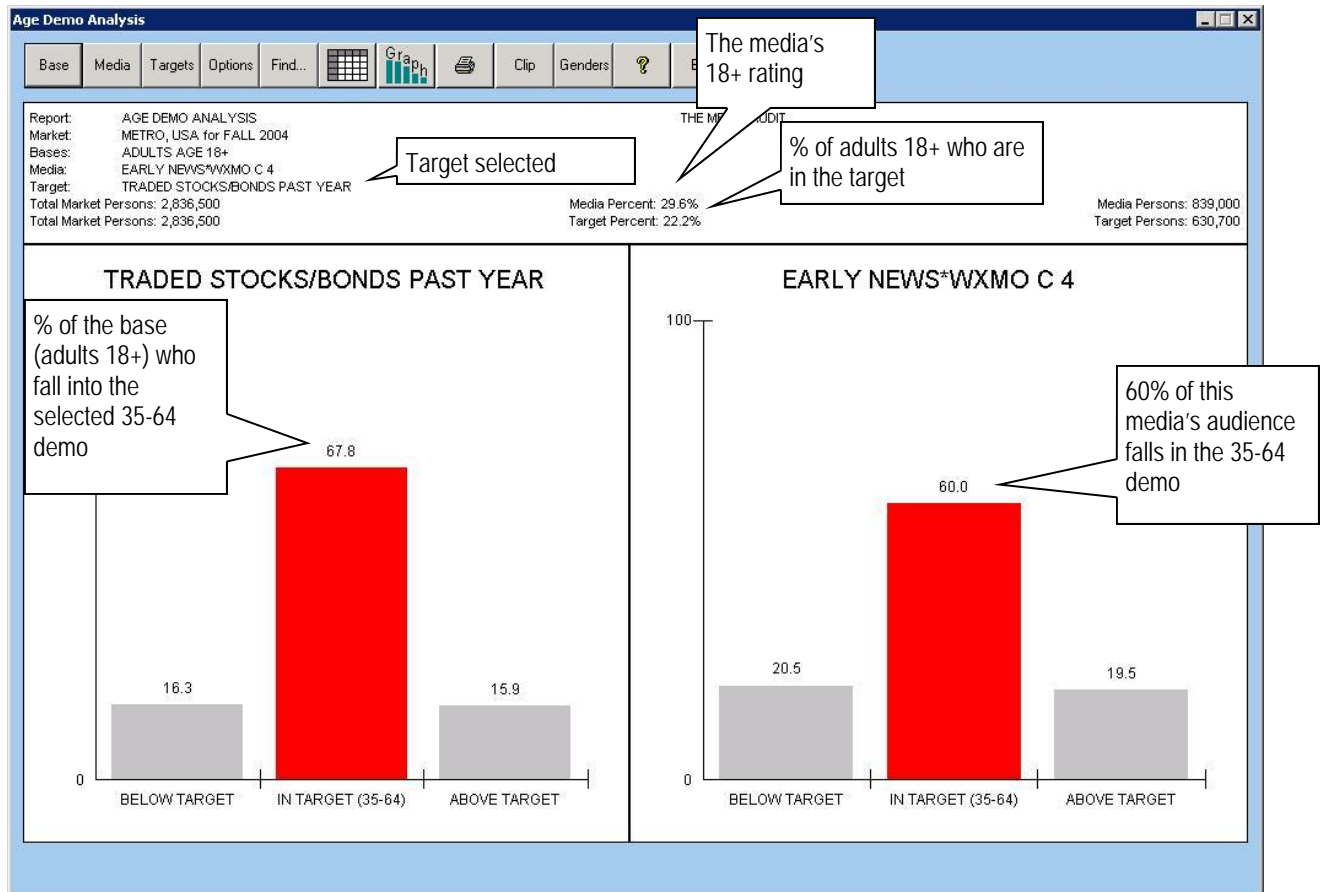 Age Demo Analysis
Base Media Targets Options Find... Graph Clip Genders ?
The media's
18+ rating
Report: AGE DEMO ANALYSIS
Market: METRO, USA for FALL 2004
Bases: ADULTS AGE 18+
Media: EARLY NEWS*WXMO C 4
Target: TRADED STOCKS/BONDS PAST YEAR
Total Market Persons: 2,836,500
Total Market Persons: 2,836,500
Target selected
THE
% of adults 18+ who are
in the target
Media Percent: 29.6%
Target Percent: 22.2%
Media Persons: 839,000
Target Persons: 630,700
TRADED STOCKS/BONDS PAST YEAR
% of the base
(adults 18+) who
fall into the
selected 35-64
demo
67.8
16.3
15.9
0
BELOW TARGET IN TARGET (35-64) ABOVE TARGET
EARLY NEWS*WXMO C 4
100
60% of this
media's audience
falls in the 35-64
demo
60.0
20.5
19.5
0
BELOW TARGET IN TARGET (35-64) ABOVE TARGET